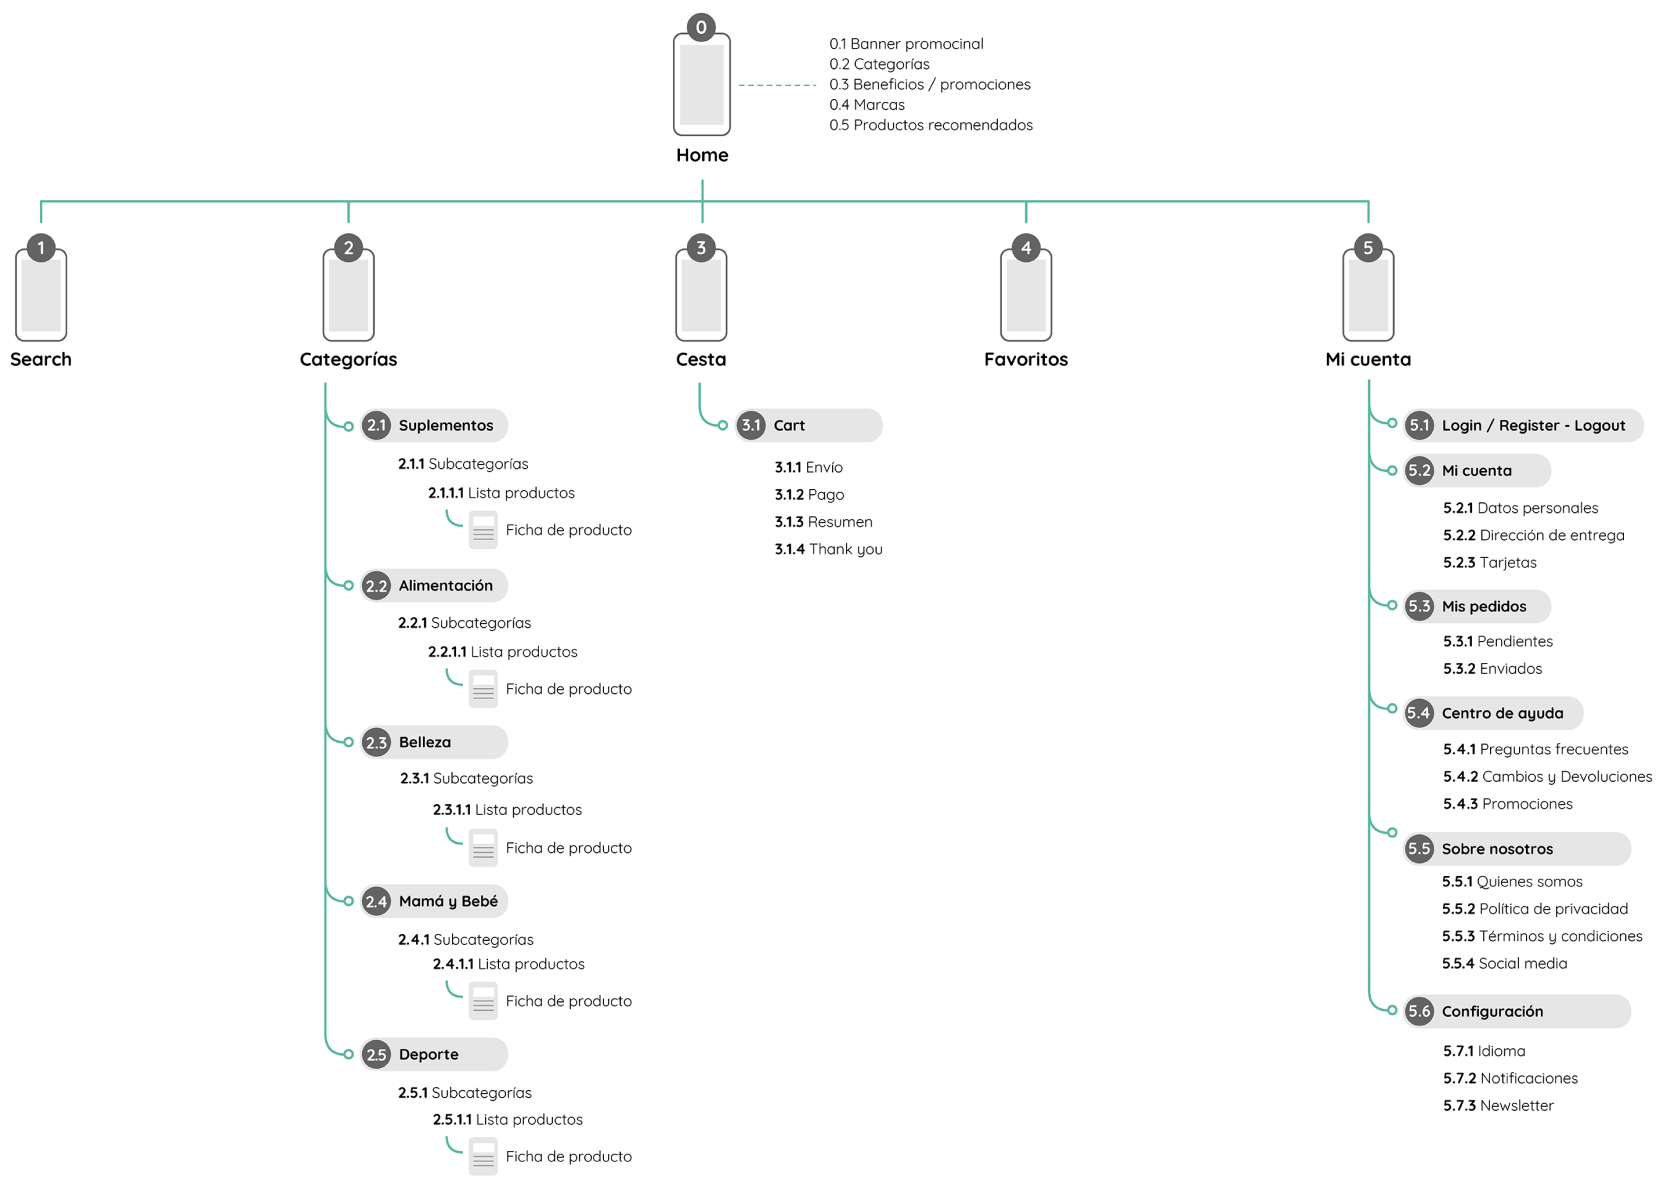 0
0.1 Banner promocinal
0.2 Categorías
0.3 Beneficios / promociones
0.4 Marcas
0.5 Productos recomendados
Home
1
Search
2
Categorías
3
Cesta
4
Favoritos
5
Mi cuenta
2.1 Suplementos
2.1.1 Subcategorías
2.1.1.1 Lista productos
Ficha de producto
2.2 Alimentación
2.2.1 Subcategorías
2.2.1.1 Lista productos
Ficha de producto
2.3 Belleza
2.3.1 Subcategorías
2.3.1.1 Lista productos
Ficha de producto
2.4 Mamá y Bebé
2.4.1 Subcategorías
2.4.1.1 Lista productos
Ficha de producto
2.5 Deporte
2.5.1 Subcategorías
2.5.1.1 Lista productos
Ficha de producto
3.1 Cart
3.1.1 Envío
3.1.2 Pago
3.1.3 Resumen
3.1.4 Thank you
5.1 Login / Register - Logout
5.2 Mi cuenta
5.2.1 Datos personales
5.2.2 Dirección de entrega
5.2.3 Tarjetas
5.3 Mis pedidos
5.3.1 Pendientes
5.3.2 Enviados
5.4 Centro de ayuda
5.4.1 Preguntas frecuentes
5.4.2 Cambios y Devoluciones
5.4.3 Promociones
5.5 Sobre nosotros
5.5.1 Quienes somos
5.5.2 Política de privacidad
5.5.3 Términos y condiciones
5.5.4 Social media
5.6 Configuración
5.7.1 Idioma
5.7.2 Notificaciones
5.7.3 Newsletter